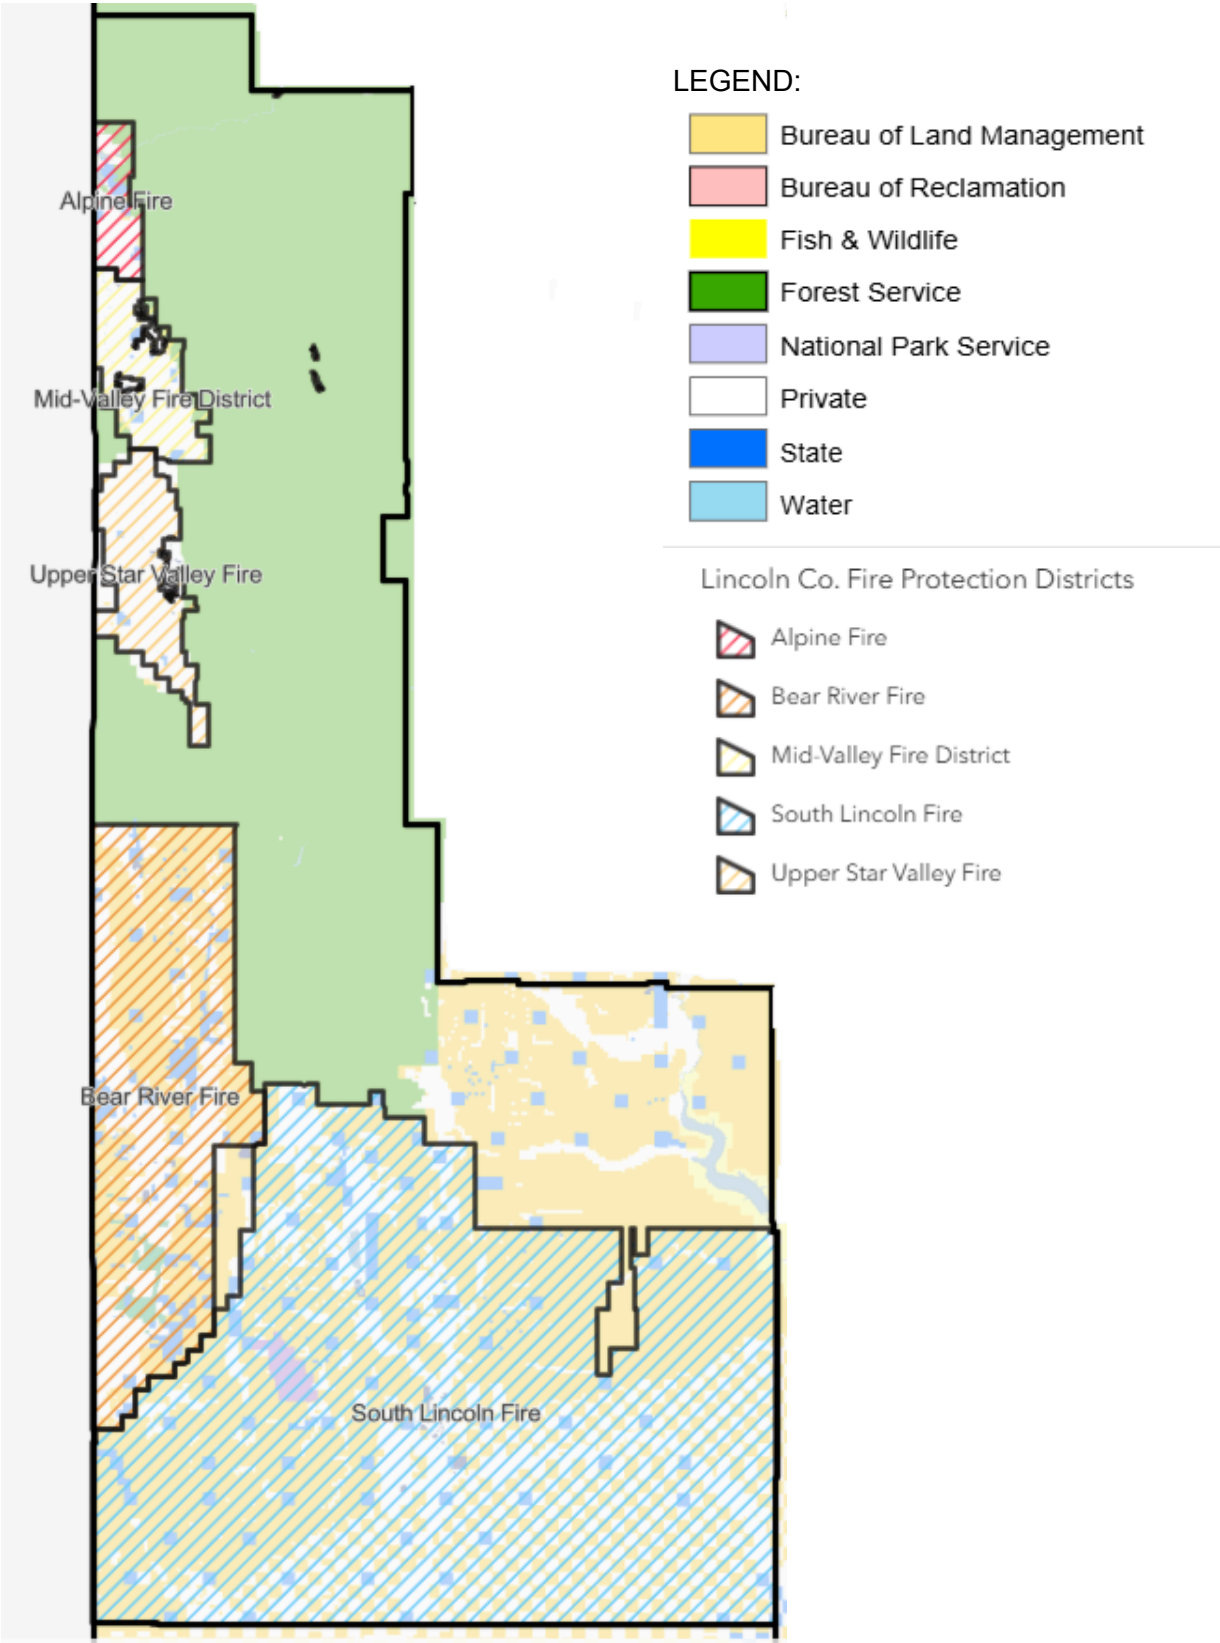 LEGEND:
Bureau of Land Management
Bureau of Reclamation
Fish & Wildlife
Forest Service
National Park Service
Private
State
Water
Lincoln Co. Fire Protection Districts
Alpine Fire
Bear River Fire
Mid-Valley Fire District
South Lincoln Fire
Upper Star Valley Fire
Alpine Fire
Mid-Valley Fire District
Upper Star Valley Fire
Bear River Fire
South Lincoln Fire